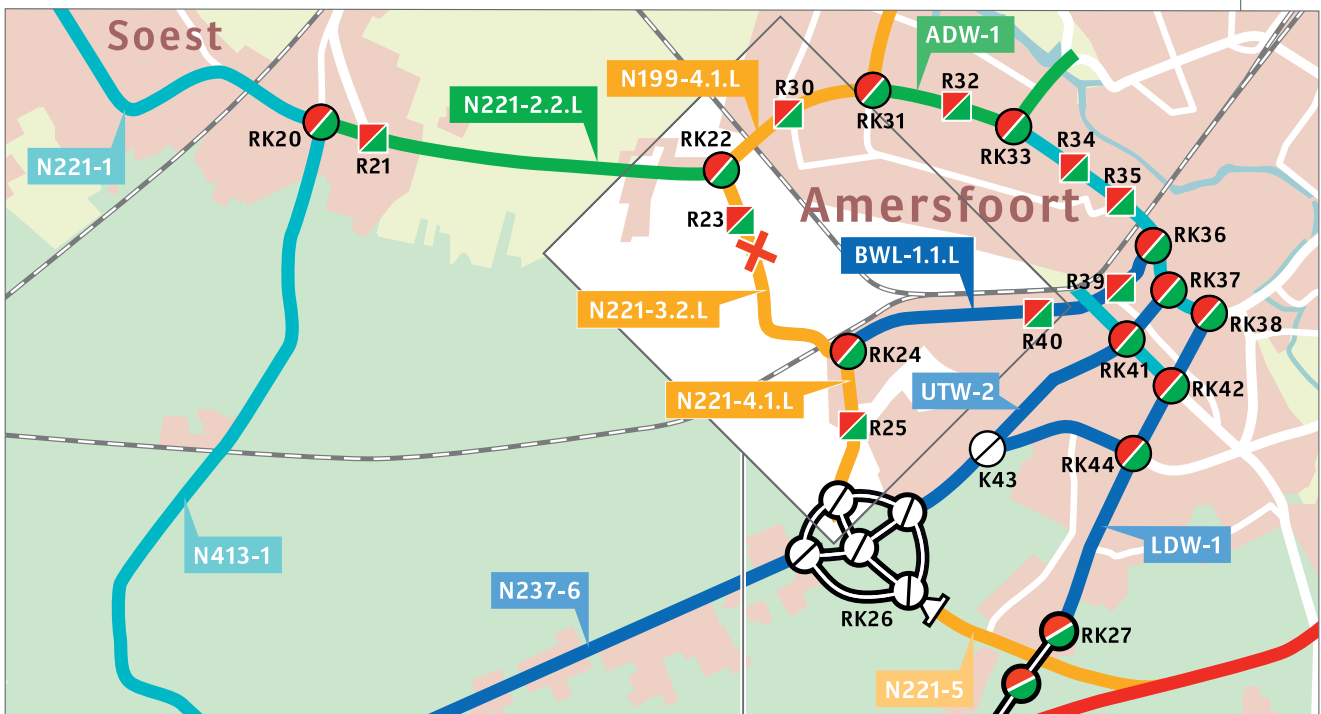 Soest
ADW-1
N199-4.1.L
R30
R32
N221-2.2.L
RK31
RK20
RK22
R34
RK33
N221-1
R21
R35
Amersfoort
R23
RK36
BWL-1.1.L
R39
RK37
N221-3.2.L
RK38
R40
RK24
RK41
UTW-2
RK42
N221-4.1.L
R25
RK44
K43
N413-1
LDW-1
N237-6
RK26
RK27
N221-5